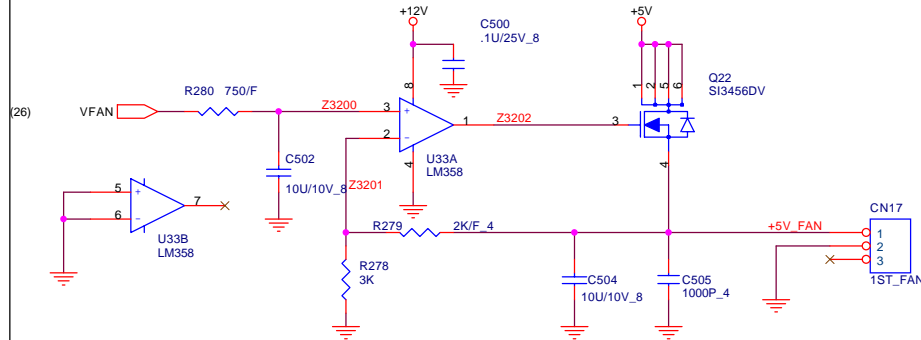 +12V
+5V
C500
.1U/25V_8
R280 750/F
Q22
SI3456DV
8
1
2
5
6
(26)
VFAN
Z3200
3
+
1
Z3202
3
2
-
U33A
LM358
4
4
C502
10U/10V_8
Z3201
5
+
7
6
-
U33B
LM358
R279
2K/F_4
+5V_FAN
CN17
1
2
3
1ST_FAN
R278
3K
C504
10U/10V_8
C505
1000P_4